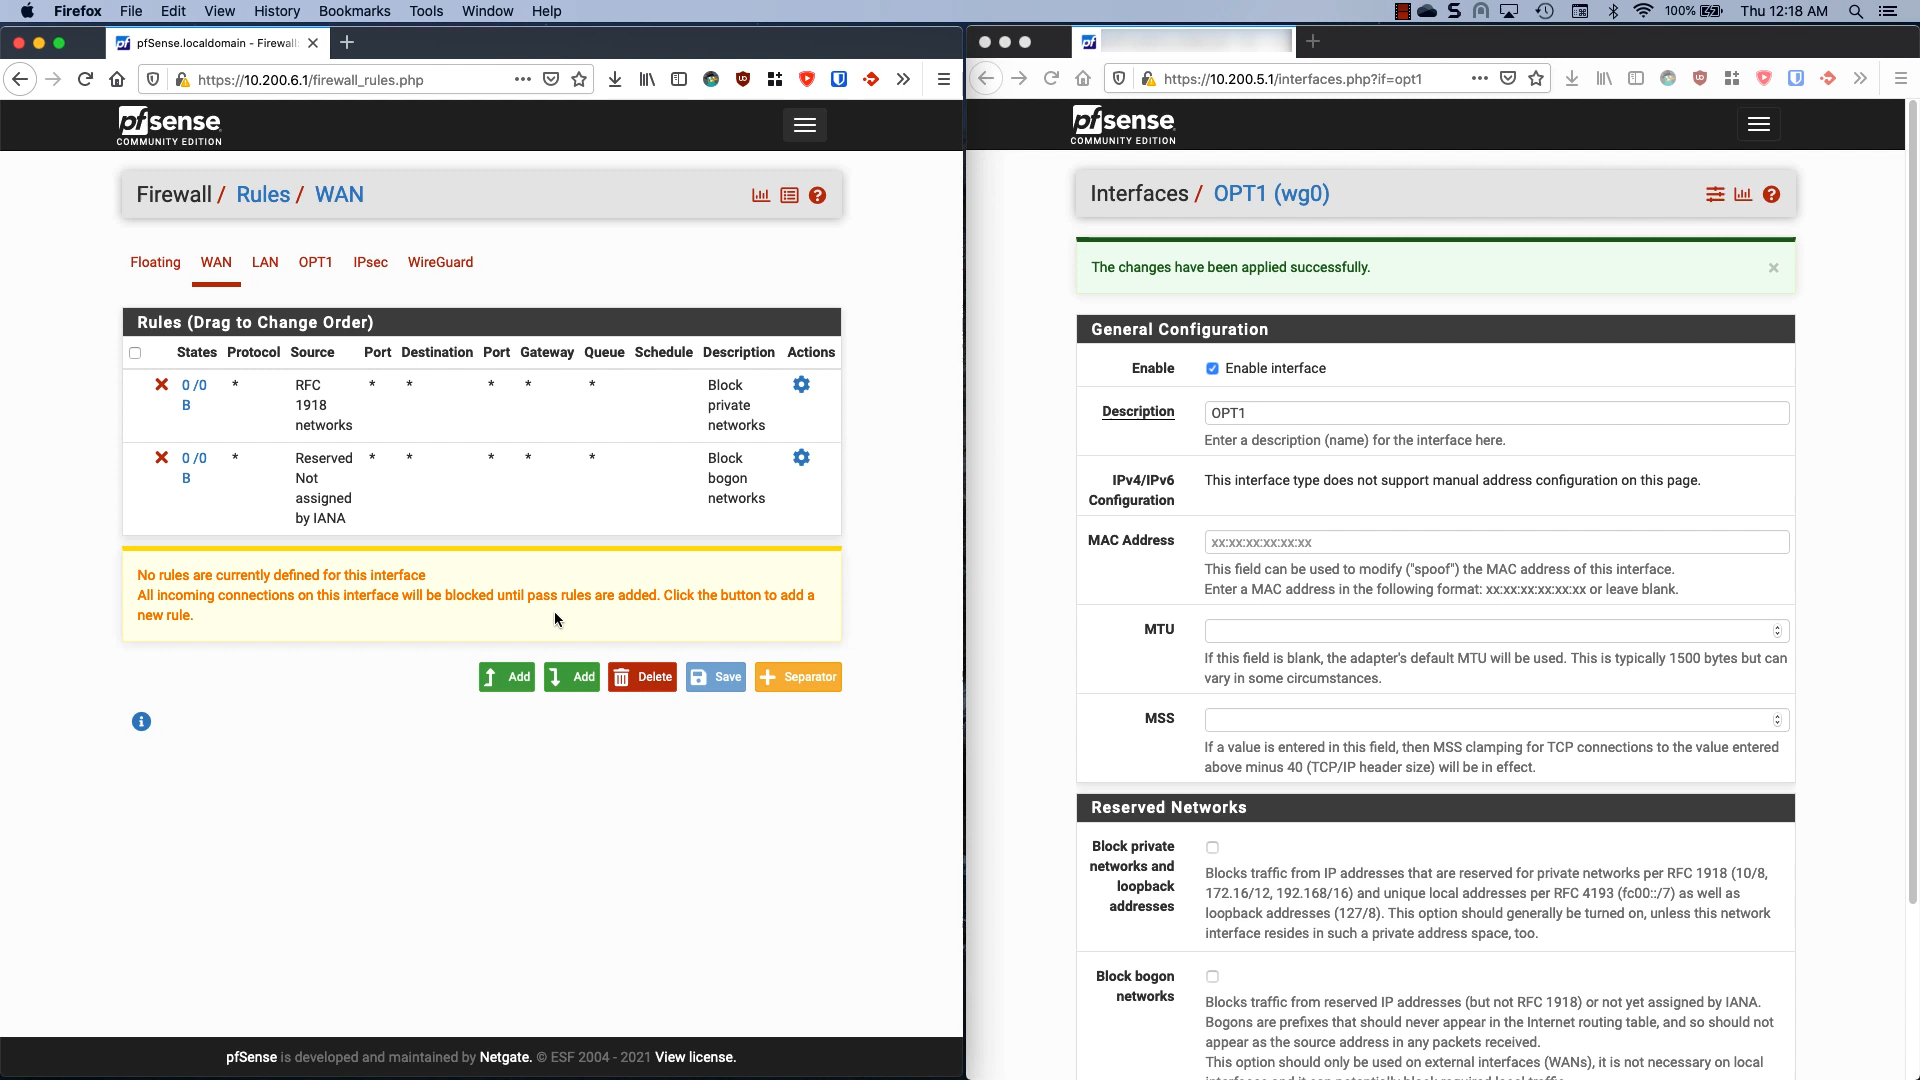 Firefox File Edit View History Bookmarks Tools Window Help
100% Thu 12:18 AM
pfSense.localdomain - Firewall:
https://10.200.6.1/firewall_rules.php
pfsense
COMMUNITY EDITION
Firewall / Rules / WAN
Floating WAN LAN OPT1 IPsec WireGuard
Rules (Drag to Change Order)
States Protocol Source Port Destination Port Gateway Queue Schedule Description Actions
0 /0 * RFC * * * * * Block
B 1918 private
networks networks
0 /0 * Reserved * * * * * Block
B Not bogon
assigned networks
by IANA
No rules are currently defined for this interface
All incoming connections on this interface will be blocked until pass rules are added. Click the button to add a
new rule.
Add Add Delete Save Separator
pfSense is developed and maintained by Netgate. © ESF 2004 - 2021 View license.
https://10.200.5.1/interfaces.php?if=opt1
pfsense
COMMUNITY EDITION
Interfaces / OPT1 (wg0)
The changes have been applied successfully.
×
General Configuration
Enable Enable interface
Description OPT1
Enter a description (name) for the interface here.
IPv4/IPv6 This interface type does not support manual address configuration on this page.
Configuration
MAC Address xx:xx:xx:xx:xx:xx
This field can be used to modify ("spoof") the MAC address of this interface.
Enter a MAC address in the following format: xx:xx:xx:xx:xx:xx or leave blank.
MTU
If this field is blank, the adapter's default MTU will be used. This is typically 1500 bytes but can
vary in some circumstances.
MSS
If a value is entered in this field, then MSS clamping for TCP connections to the value entered
above minus 40 (TCP/IP header size) will be in effect.
Reserved Networks
Block private
networks and
loopback
addresses
Blocks traffic from IP addresses that are reserved for private networks per RFC 1918 (10/8,
172.16/12, 192.168/16) and unique local addresses per RFC 4193 (fc00::/7) as well as
loopback addresses (127/8). This option should generally be turned on, unless this network
interface resides in such a private address space, too.
Block bogon
networks
Blocks traffic from reserved IP addresses (but not RFC 1918) or not yet assigned by IANA.
Bogons are prefixes that should never appear in the Internet routing table, and so should not
appear as the source address in any packets received.
This option should only be used on external interfaces (WANs), it is not necessary on local